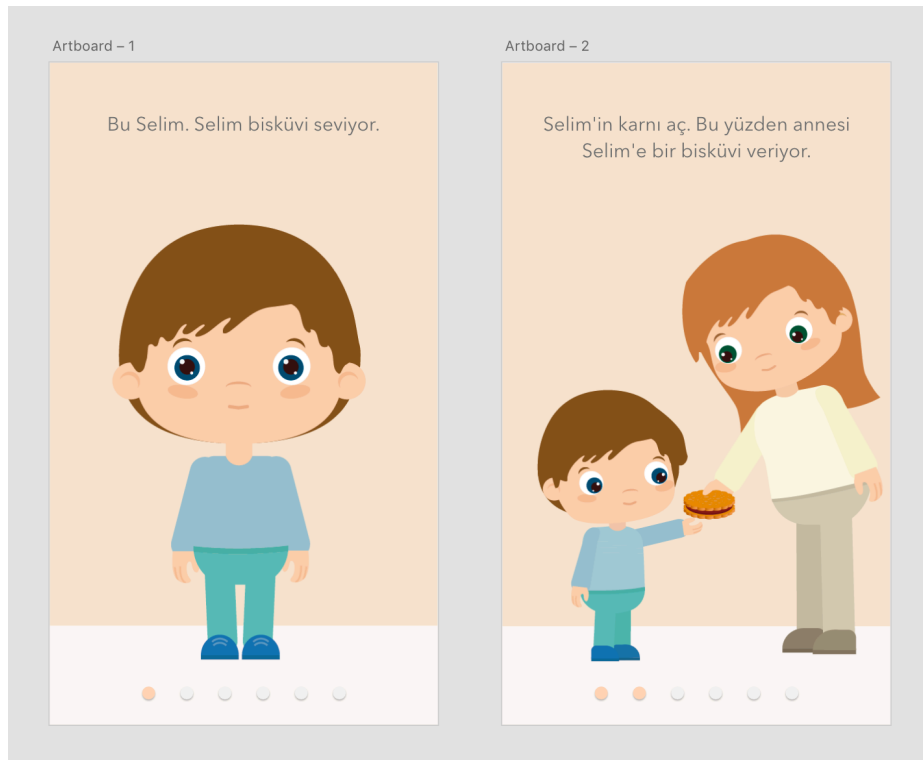 Artboard – 1
Bu Selim. Selim bisküvi seviyor.
Artboard – 2
Selim'in karnı aç. Bu yüzden annesi
Selim'e bir bisküvi veriyor.